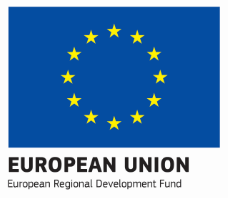 EUROPEAN UNION
European Regional Development Fund